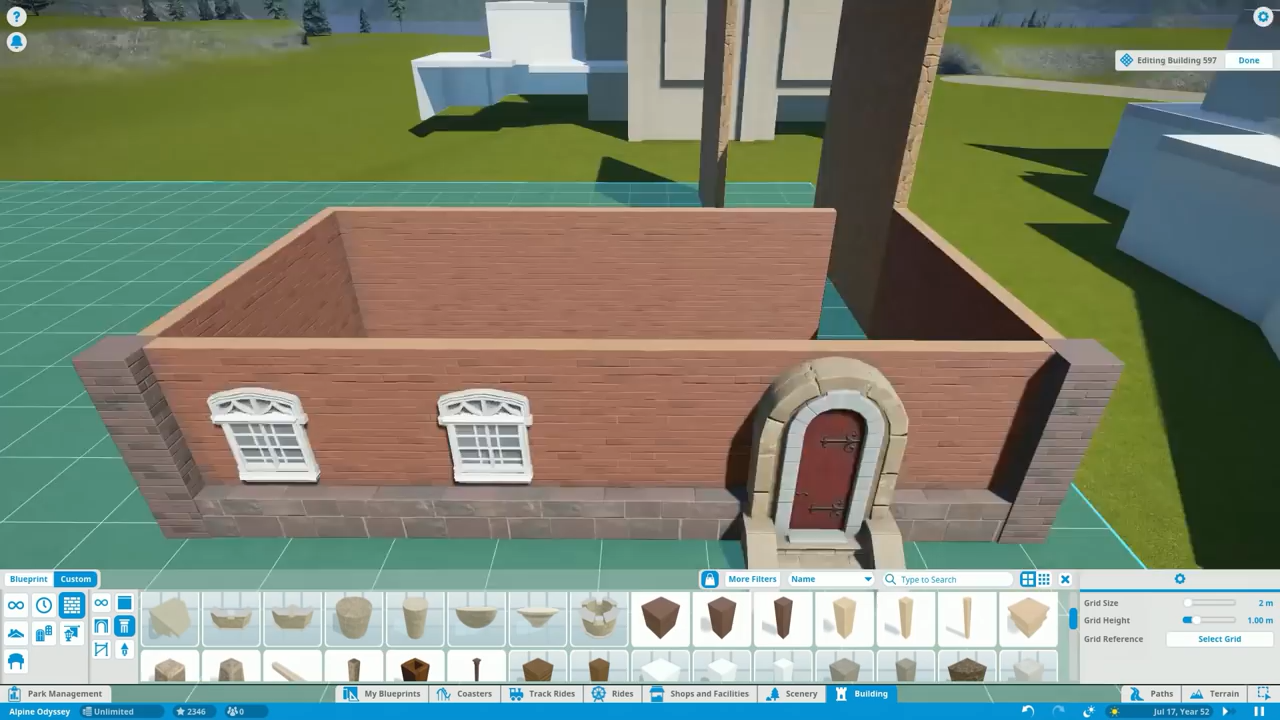 ?
Editing Building 597 Done
Blueprint Custom More Filters Name Type to Search
Grid Size 2 m
Grid Height 1.00 m
Grid Reference Select Grid
Park Management My Blueprints Coasters Track Rides Rides Shops and Facilities Scenery Building Paths Terrain
Alpine Odyssey Unlimited 2346 0 Jul 17, Year 52